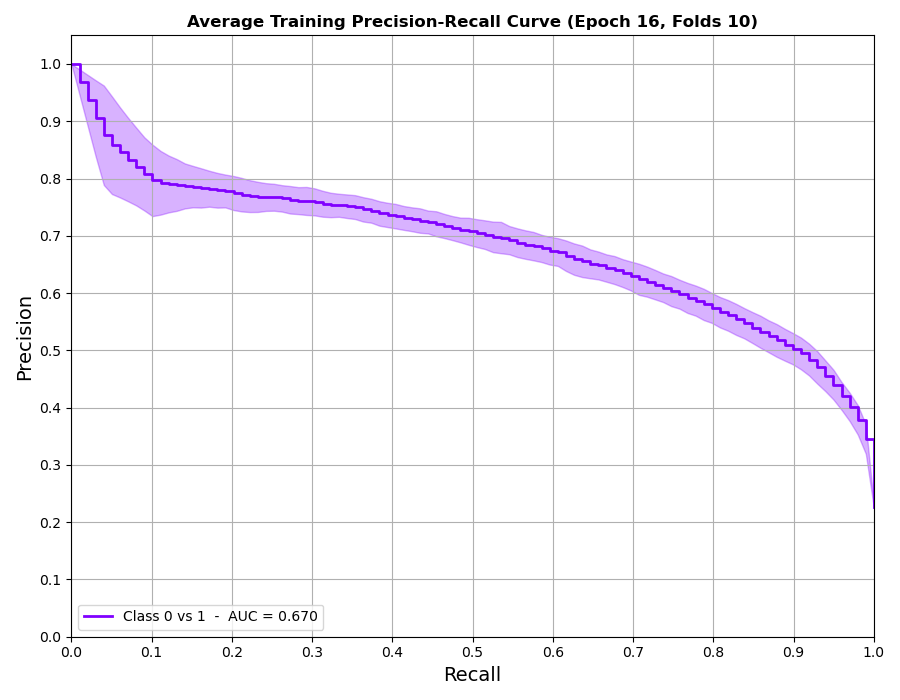 Average Training Precision-Recall Curve (Epoch 16, Folds 10)
Precision
1.0
0.9
0.8
0.7
0.6
0.5
0.4
0.3
0.2
0.1
0.0
Class 0 vs 1  -  AUC = 0.670
0.0 0.1 0.2 0.3 0.4 0.5 0.6 0.7 0.8 0.9 1.0
Recall